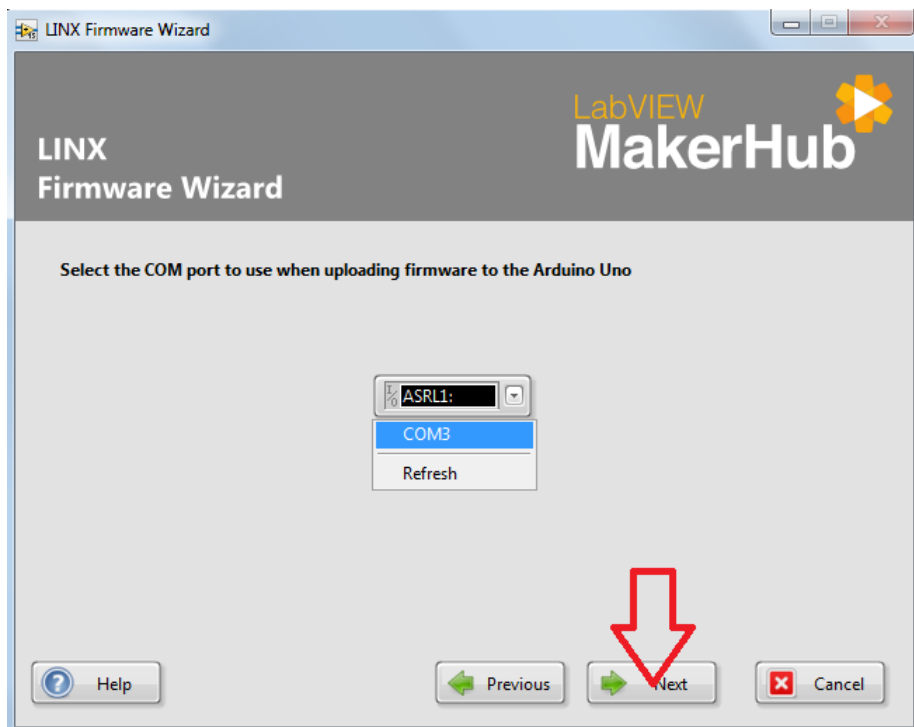 LINX Firmware Wizard
LabVIEW
MakerHub
LINX
Firmware Wizard
Select the COM port to use when uploading firmware to the Arduino Uno
I/O ASRL1:
COM3
Refresh
Help
Previous
Next
Cancel